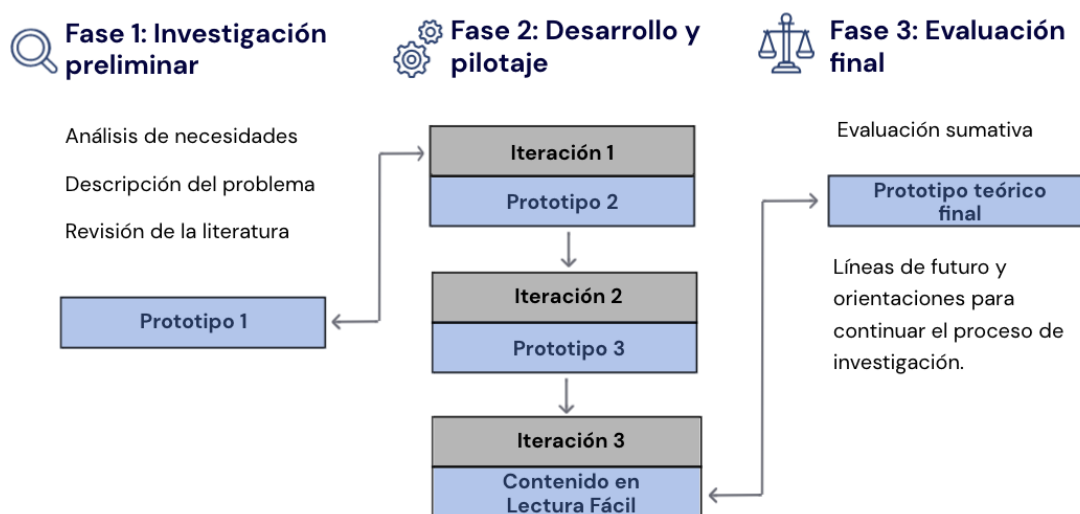 Fase 1: Investigación
preliminar
Análisis de necesidades
Descripción del problema
Revisión de la literatura
Prototipo 1
Fase 2: Desarrollo y
pilotaje
Iteración 1
Prototipo 2
Iteración 2
Prototipo 3
Iteración 3
Contenido en
Lectura Fácil
Fase 3: Evaluación
final
Evaluación sumativa
Prototipo teórico
final
Líneas de futuro y
orientaciones para
continuar el proceso de
investigación.